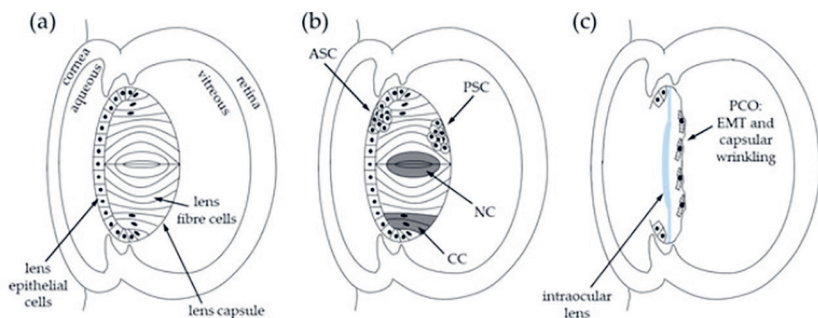 (a)
cornea
aqueous
vitreous
retina
lens
fibre cells
lens
epithelial
cells
lens capsule
(b)
ASC
PSC
NC
CC
(c)
PCO:
EMT and
capsular
wrinkling
intraocular
lens